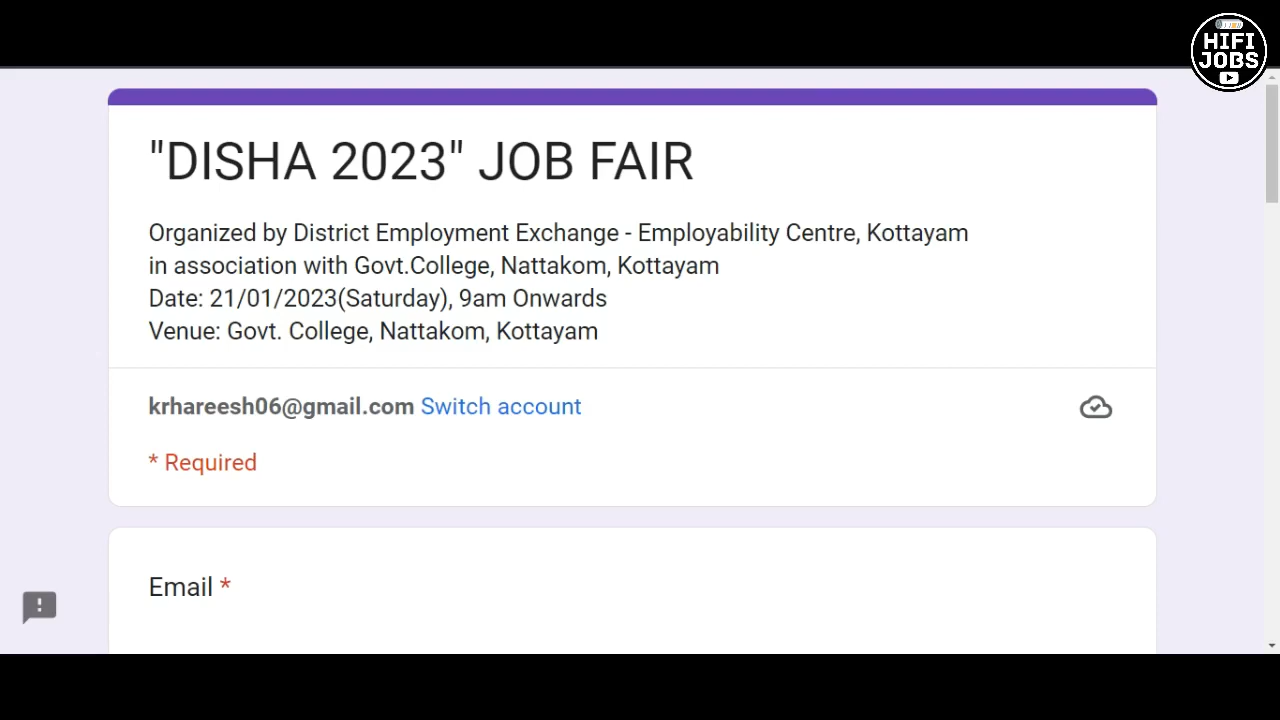 HIFI
JOBS
"DISHA 2023" JOB FAIR
Organized by District Employment Exchange - Employability Centre, Kottayam
in association with Govt.College, Nattakom, Kottayam
Date: 21/01/2023(Saturday), 9am Onwards
Venue: Govt. College, Nattakom, Kottayam
krhareesh06@gmail.com Switch account
* Required
Email *